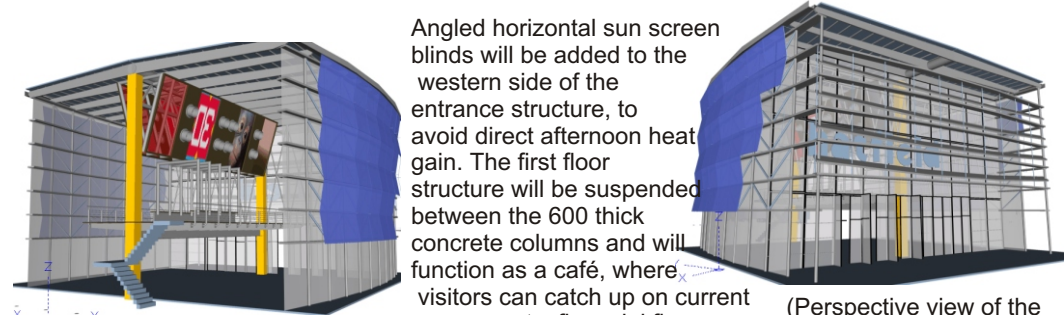 Angled horizontal sun screen
blinds will be added to the
western side of the
entrance structure, to
avoid direct afternoon heat
gain. The first floor
structure will be suspended
between the 600 thick
concrete columns and will
function as a café, where
visitors can catch up on current
(Perspective view of the
Z
X
Z
X